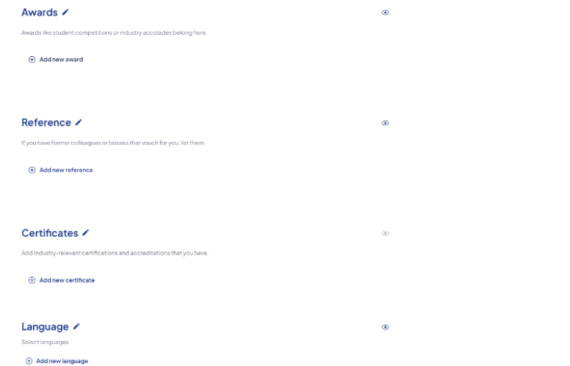 Awards
Awards like student competitions or industry accolades belong here.
Add new award
Reference
If you have former colleagues or bosses that vouch for you, list them.
Add new reference
Certificates
Add industry-relevant certifications and accreditations that you have.
Add new certificate
Language
Select languages
Add new language